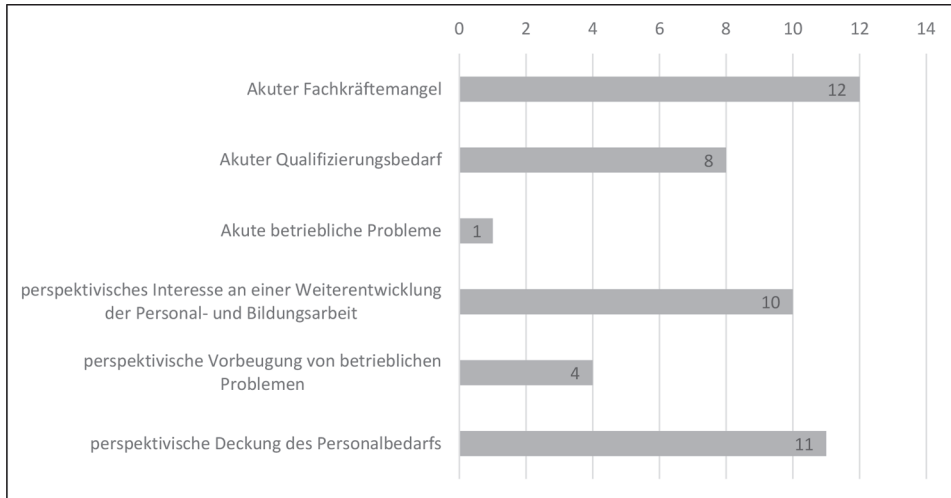 0 2 4 6 8 10 12 14
Akuter Fachkräftemangel 12
Akuter Qualifizierungsbedarf 8
Akute betriebliche Probleme 1
perspektivisches Interesse an einer Weiterentwicklung
der Personal- und Bildungsarbeit 10
perspektivische Vorbeugung von betrieblichen
Problemen 4
perspektivische Deckung des Personalbedarfs 11